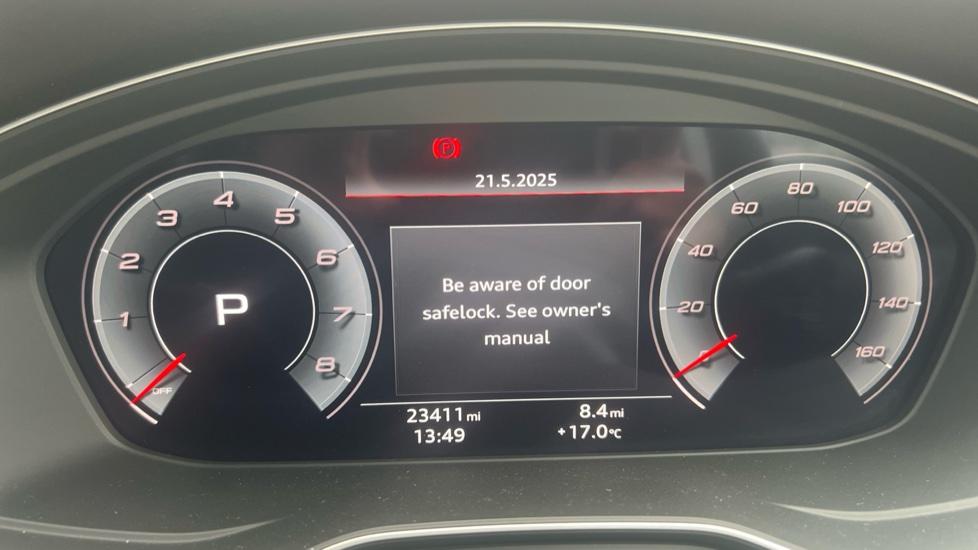 (P)
21.5.2025
1
2
3
4
5
6
7
8
OFF
P
Be aware of door
safelock. See owner's
manual
20
40
60
80
100
120
140
160
23411 mi
8.4 mi
13:49
+17.0°C